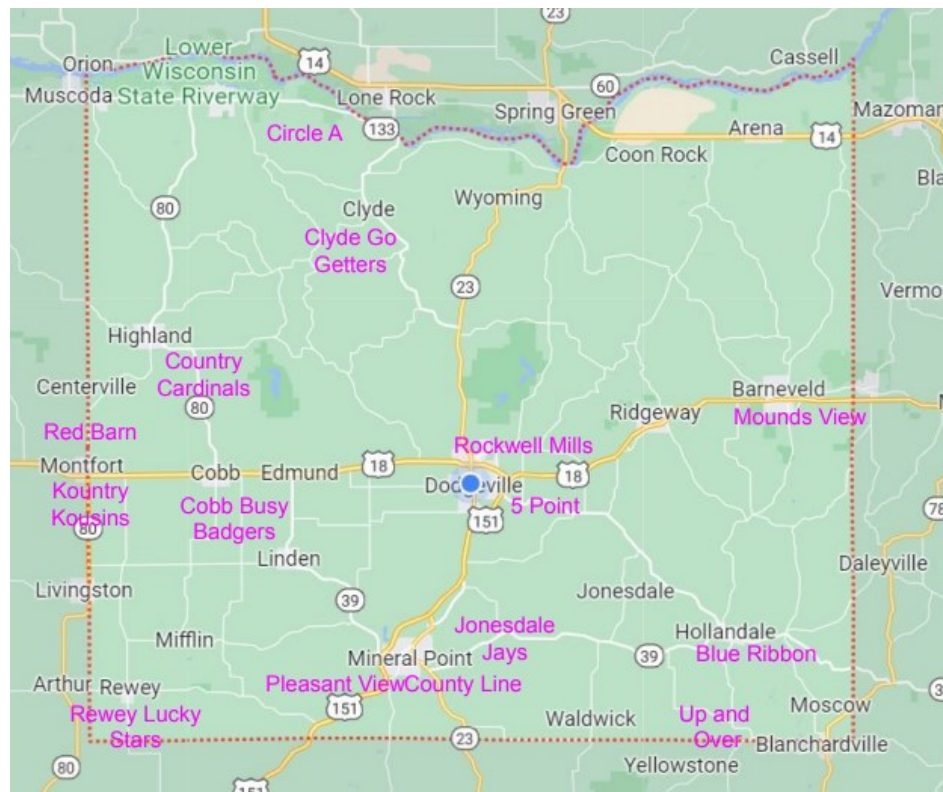 23
Lower
Wisconsin
State Riverway
Orion
14
Cassell
Muscoda
60
Lone Rock
Spring Green
Mazoman
Circle A
133
Arena
14
Coon Rock
Bla
80
Clyde
Wyoming
Clyde Go
Getters
23
Vermo
Highland
Country
Cardinals
Centerville
80
Barneveld
Ridgeway
Mounds View
Red Barn
Rockwell Mills
Montfort
Cobb
Edmund
18
18
Dodgeville
Kountry
Kousins
80
Cobb Busy
Badgers
5 Point
151
78
Linden
Daleyville
Livingston
39
Jonesdale
Mifflin
Jonesdale
Jays
Hollandale
Mineral Point
39
Blue Ribbon
Arthur
Rewey
Pleasant View
County Line
3
Rewey Lucky
Stars
151
Waldwick
Up and
Over
Moscow
23
Blanchardville
80
Yellowstone
151